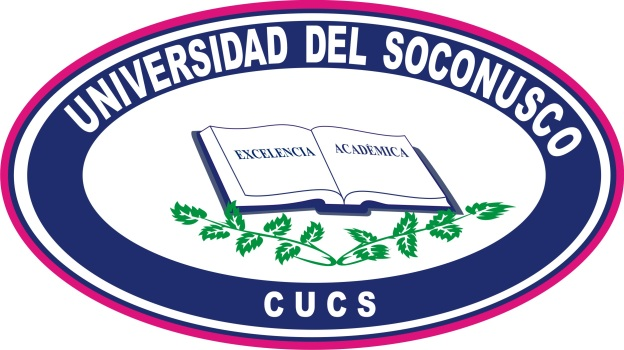 UNIVERSIDAD DEL SOCONUSCO
EXCELENCIA ACADÉMICA
CUCS